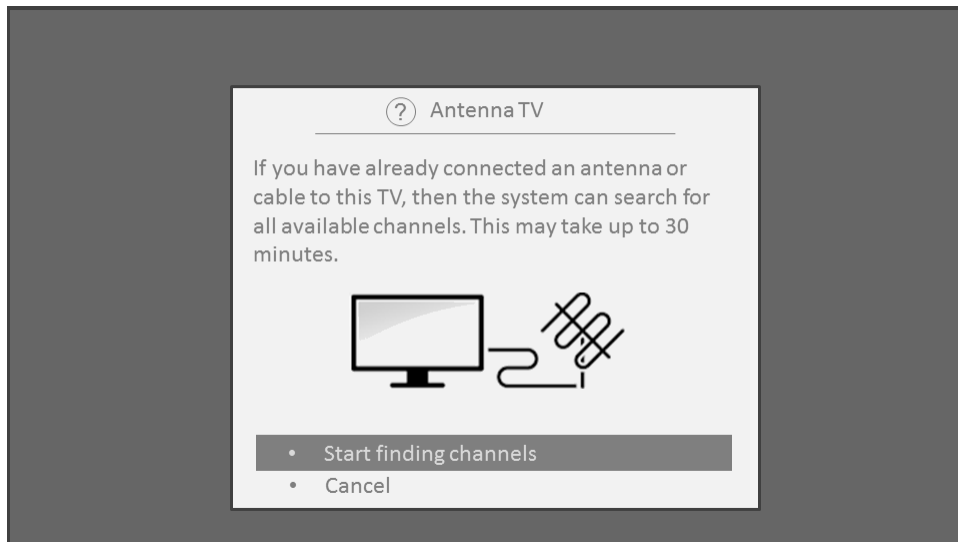 ? Antenna TV
If you have already connected an antenna or
cable to this TV, then the system can search for
all available channels. This may take up to 30
minutes.
• Start finding channels
• Cancel